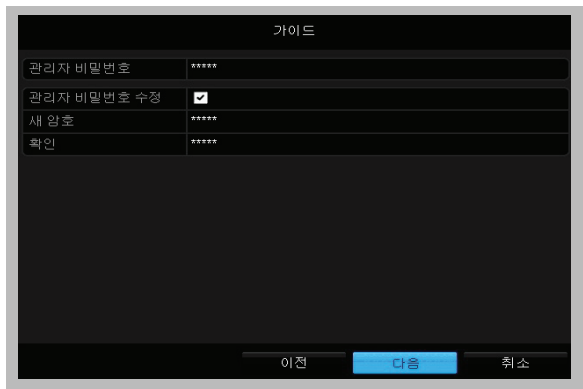 가이드
관리자 비밀번호 *****
관리자 비밀번호 수정
새 암호 *****
확인 *****
이전 다음 취소